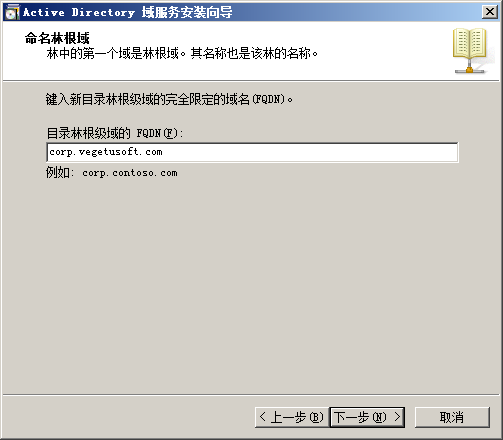 Active Directory 域服务安装向导
命名林根域
林中的第一个域是林根域。其名称也是该林的名称。
键入新目录林根级域的完全限定的域名(FQDN)。
目录林根级域的 FQDN(F):
corp.vegetusoft.com
例如: corp.contoso.com
< 上一步(B) 下一步(N) > 取消